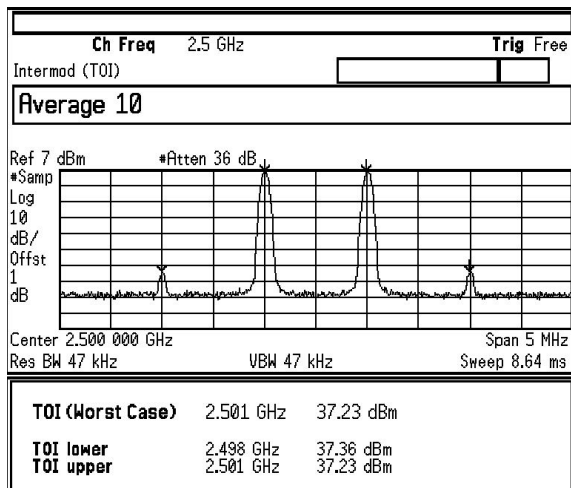 Ch Freq 2.5 GHz Trig Free
Intermod (TOI)
Average 10
Ref 7 dBm #Atten 36 dB
#Samp
Log
10
dB/
Offst
1
dB
Center 2.500 000 GHz Span 5 MHz
Res BW 47 kHz VBW 47 kHz Sweep 8.64 ms
TOI (Worst Case) 2.501 GHz 37.23 dBm
TOI lower 2.498 GHz 37.36 dBm
TOI upper 2.501 GHz 37.23 dBm